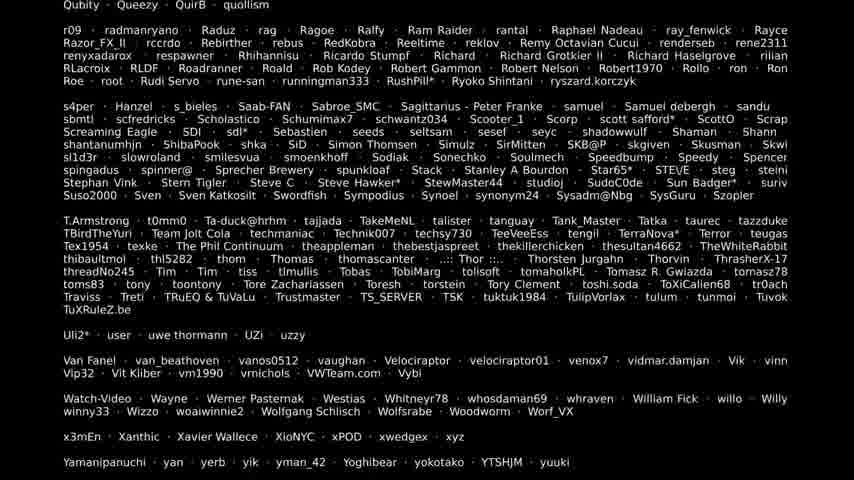 Qubity · Queezy · QuirB · quollism
r09 · radmanryano · Raduz · rag · Ragoe · Ralfy · Ram Raider · rantal · Raphael Nadeau · ray_fenwick · Rayce
Razor_FX_II · rccrdo · Rebirther · rebus · RedKobra · Reeltime · reklov · Remy Octavian Cucui · renderseb · rene2311
renyxadarox · respawner · Rhihannisu · Ricardo Stumpf · Richard · Richard Grotkier II · Richard Haselgrove · rilian
RLacroix · RLDF · Roadranner · Roald · Rob Kodey · Robert Gammon · Robert Nelson · Robert1970 · Rollo · ron · Ron
Roe · root · Rudi Servo · rune-san · runningman333 · RushPill* · Ryoko Shintani · ryszard.korczyk
s4per · Hanzel · s_bieles · Saab-FAN · Sabroe_SMC · Sagittarius - Peter Franke · samuel · Samuel debergh · sandu
sbmtl · scfredricks · Scholastico · Schumimax7 · schwantz034 · Scooter_1 · Scorp · scott safford* · ScottO · Scrap
Screaming Eagle · SDI · sdl* · Sebastien · seeds · seltsam · sesef · seyc · shadowwulf · Shaman · Shann
shantanumhjn · ShibaPook · shka · SiD · Simon Thomsen · Simulz · SirMitten · SKB@P · skgiven · Skusman · Skwi
sl1d3r · slowroland · smilesvua · smoenkhoff · Sodiak · Sonechko · Soulmech · Speedbump · Speedy · Spencer
spingadus · spinner@ · Sprecher Brewery · spunkloaf · Stack · Stanley A Bourdon · Star65* · STE\/E · steg · steini
Stephan Vink · Stern Tigler · Steve C · Steve Hawker* · StewMaster44 · studioj · SudoC0de · Sun Badger* · suriv
Suso2000 · Sven · Sven Katkosilt · Swordfish · Sympodius · Synoel · synonym24 · Sysadm@Nbg · SysGuru · Szopler
T.Armstrong · t0mm0 · Ta-duck@hrhm · tajjada · TakeMeNL · talister · tanguay · Tank_Master · Tatka · taurec · tazzduke
TBirdTheYuri · Team Jolt Cola · techmaniac · Technik007 · techsy730 · TeeVeeEss · tengil · TerraNova* · Terror · teugas
Tex1954 · texke · The Phil Continuum · theappleman · thebestjaspreet · thekillerchicken · thesultan4662 · TheWhiteRabbit
thibaultmol · thl5282 · thom · Thomas · thomascanter · ..:: Thor ::.. · Thorsten Jurgahn · Thorvin · ThrasherX-17
threadNo245 · Tim · Tim · tiss · tlmullis · Tobas · TobiMarg · tolisoft · tomaholkPL · Tomasz R. Gwiazda · tomasz78
toms83 · tony · toontony · Tore Zachariassen · Toresh · torstein · Tory Clement · toshi.soda · ToXiCalien68 · tr0ach
Traviss · Treti · TRuEQ & TuVaLu · Trustmaster · TS_SERVER · TSK · tuktuk1984 · TulipVorlax · tulum · tunmoi · Tuvok
TuXRuleZ.be
Uli2* · user · uwe thormann · UZi · uzzy
Van Fanel · van_beathoven · vanos0512 · vaughan · Velociraptor · velociraptor01 · venox7 · vidmar.damjan · Vik · vinn
Vip32 · Vit Kliber · vm1990 · vrnichols · VWTeam.com · Vybi
Watch-Video · Wayne · Werner Pasternak · Westias · Whitneyr78 · whosdaman69 · whraven · William Fick · willo · Willy
winny33 · Wizzo · woaiwinnie2 · Wolfgang Schlisch · Wolfsrabe · Woodworm · Worf_VX
x3mEn · Xanthic · Xavier Wallece · XioNYC · xPOD · xwedgex · xyz
Yamanipanuchi · yan · yerb · yik · yman_42 · Yoghibear · yokotako · YTSHJM · yuuki